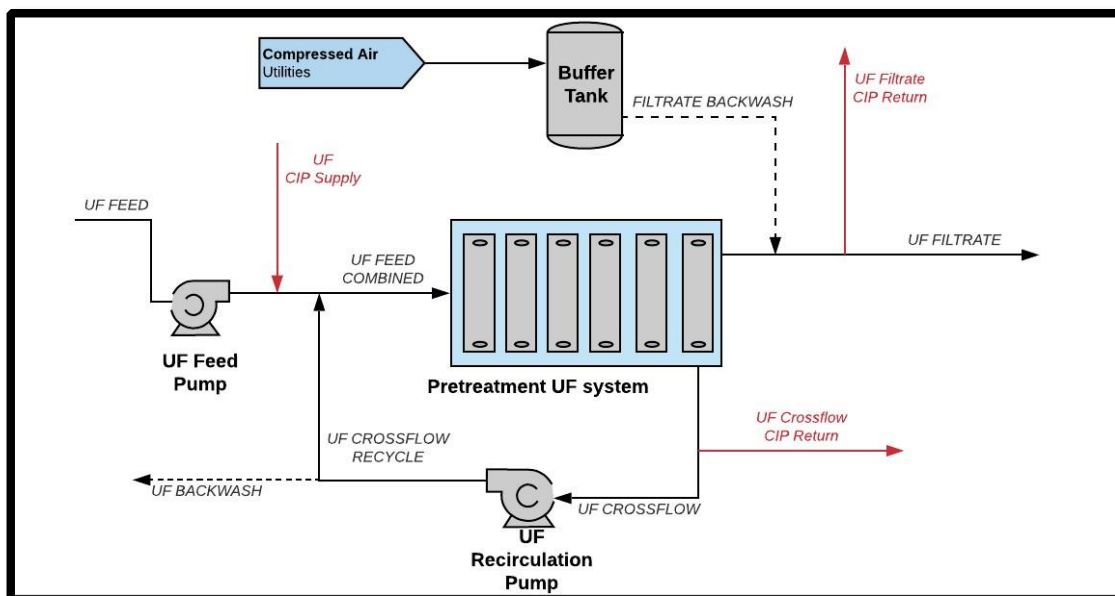 Compressed Air
Utilities
Buffer
Tank
FILTRATE BACKWASH
UF Filtrate
CIP Return
UF
CIP Supply
UF FEED
UF FEED
COMBINED
UF FILTRATE
UF Feed
Pump
Pretreatment UF system
UF Crossflow
CIP Return
UF CROSSFLOW
RECYCLE
UF BACKWASH
UF CROSSFLOW
UF
Recirculation
Pump